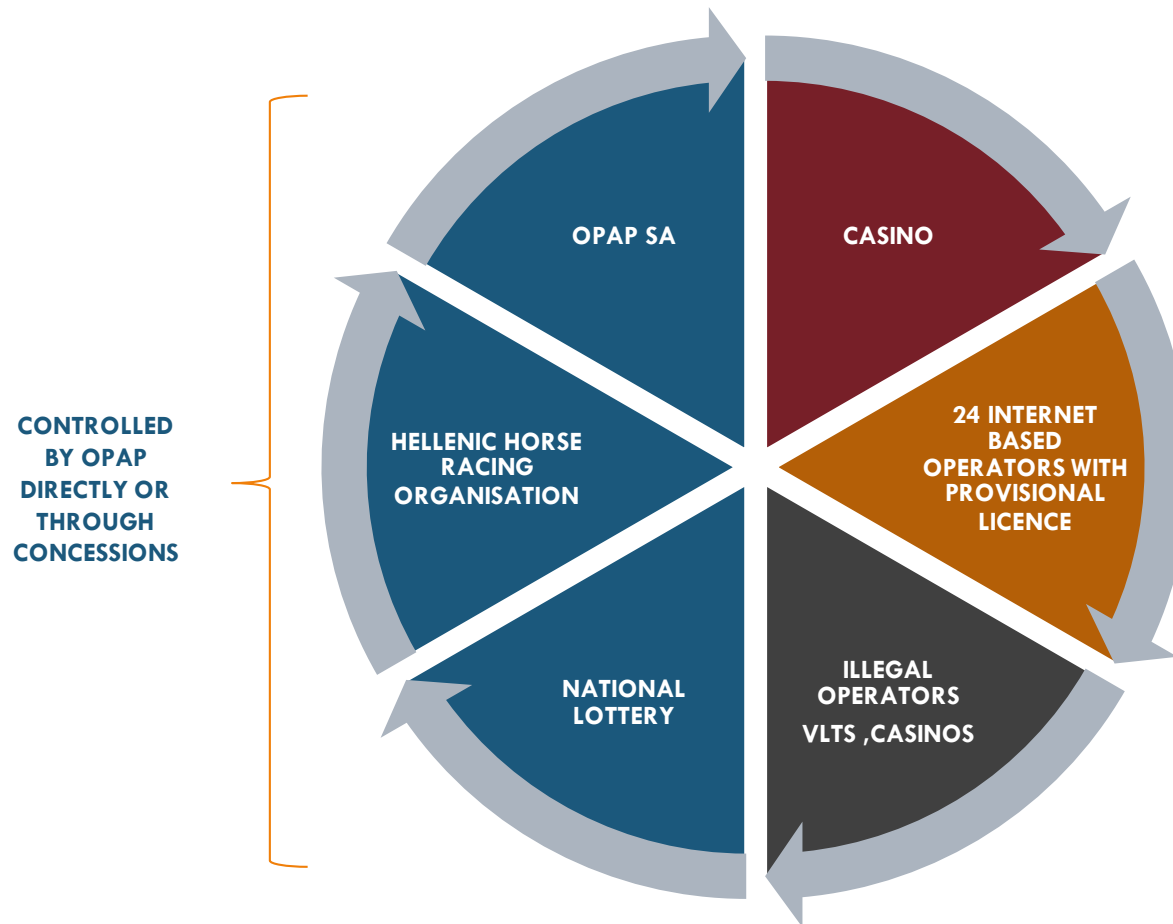 OPAP SA
CASINO
24 INTERNET
BASED
OPERATORS WITH
PROVISIONAL
LICENCE
ILLEGAL
OPERATORS
VLTS ,CASINOS
NATIONAL
LOTTERY
HELLENIC HORSE
RACING
ORGANISATION
CONTROLLED
BY OPAP
DIRECTLY OR
THROUGH
CONCESSIONS